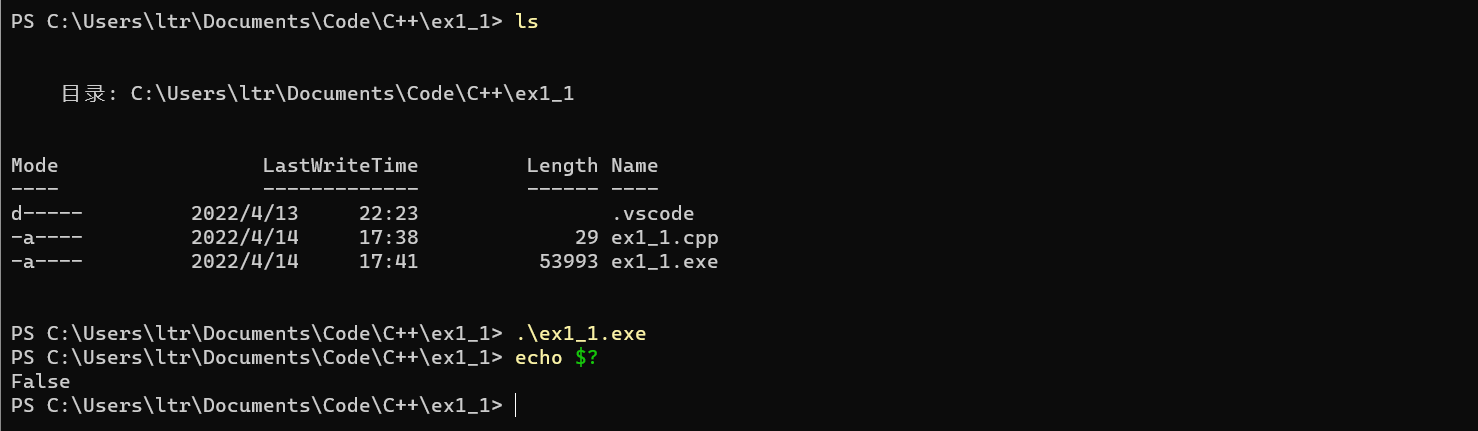 PS C:\Users\ltr\Documents\Code\C++\ex1_1> ls
目录: C:\Users\ltr\Documents\Code\C++\ex1_1
Mode                 LastWriteTime         Length Name
----                 -------------         ------ ----
d-----         2022/4/13     22:23                .vscode
-a----         2022/4/14     17:38             29 ex1_1.cpp
-a----         2022/4/14     17:41          53993 ex1_1.exe
PS C:\Users\ltr\Documents\Code\C++\ex1_1> .\ex1_1.exe
PS C:\Users\ltr\Documents\Code\C++\ex1_1> echo $?
False
PS C:\Users\ltr\Documents\Code\C++\ex1_1>